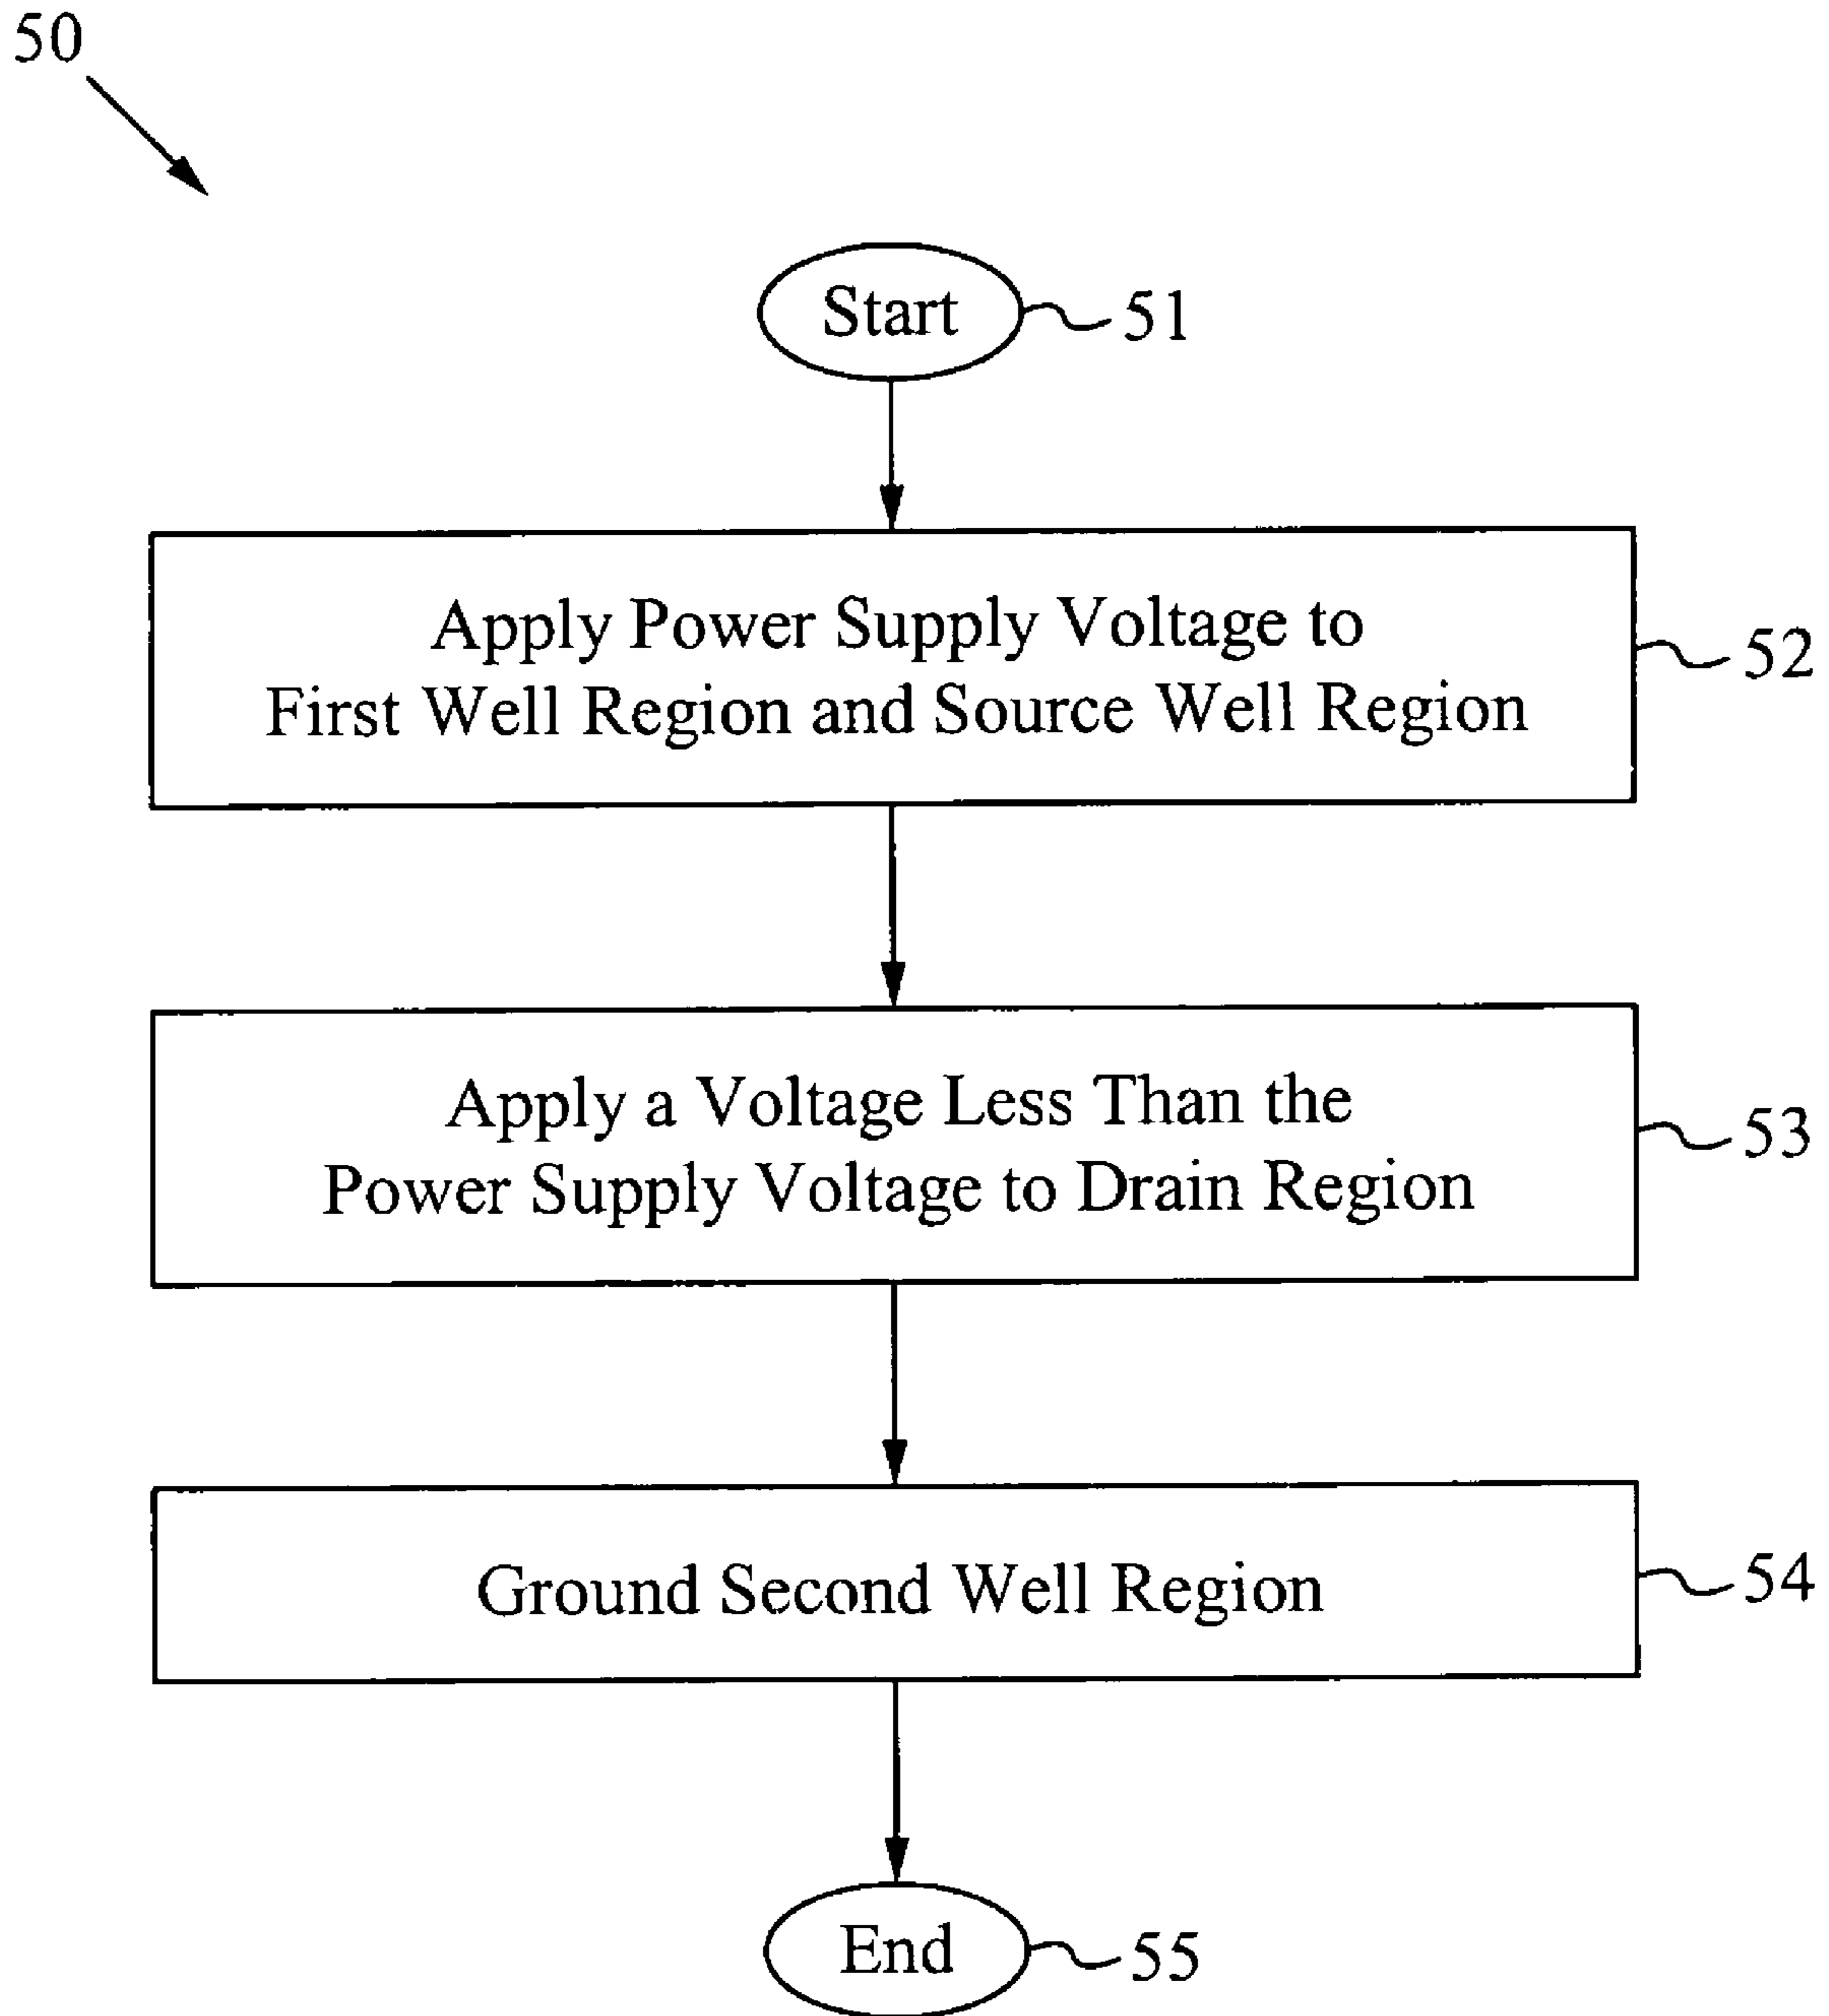 50
Start
51
Apply Power Supply Voltage to
First Well Region and Source Well Region
52
Apply a Voltage Less Than the
Power Supply Voltage to Drain Region
53
Ground Second Well Region
54
End
55